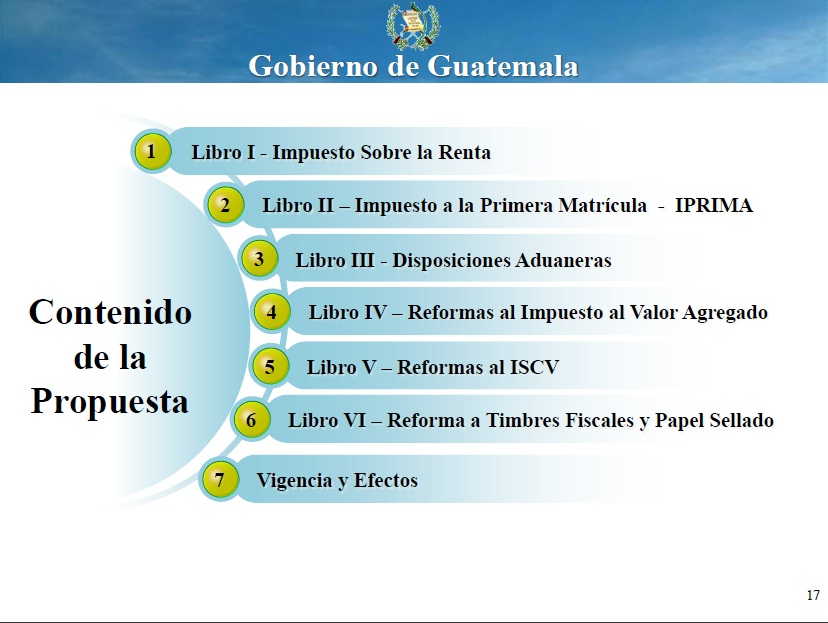 Gobierno de Guatemala
1 Libro I - Impuesto Sobre la Renta
2 Libro II – Impuesto a la Primera Matrícula - IPRIMA
3 Libro III - Disposiciones Aduaneras
4 Libro IV – Reformas al Impuesto al Valor Agregado
5 Libro V – Reformas al ISCV
6 Libro VI – Reforma a Timbres Fiscales y Papel Sellado
7 Vigencia y Efectos
Contenido
de la
Propuesta
17